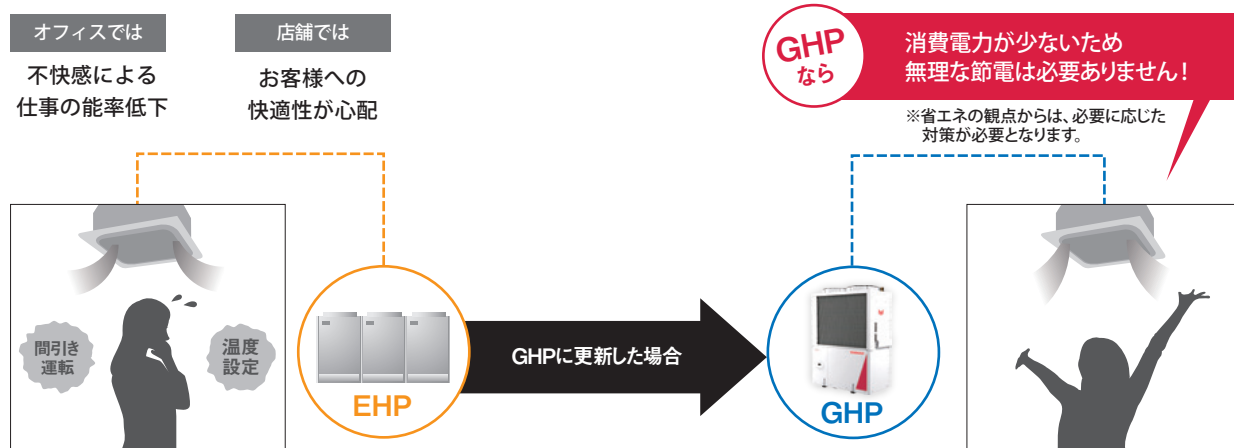 オフィスでは
不快感による
仕事の能率低下
店舗では
お客様への
快適性が心配
GHP
なら
消費電力が少ないため
無理な節電は必要ありません！
※省エネの観点からは、必要に応じた
対策が必要となります。
間引き
運転
温度
設定
EHP
GHPに更新した場合
GHP